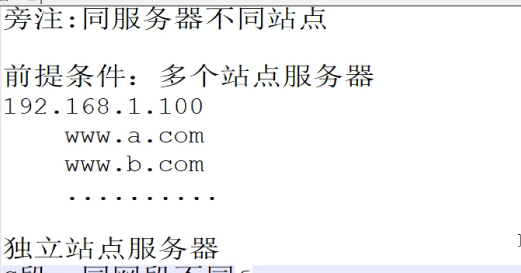 旁注:同服务器不同站点
前提条件：多个站点服务器
192.168.1.100
www.a.com
www.b.com
..........
独立站点服务器